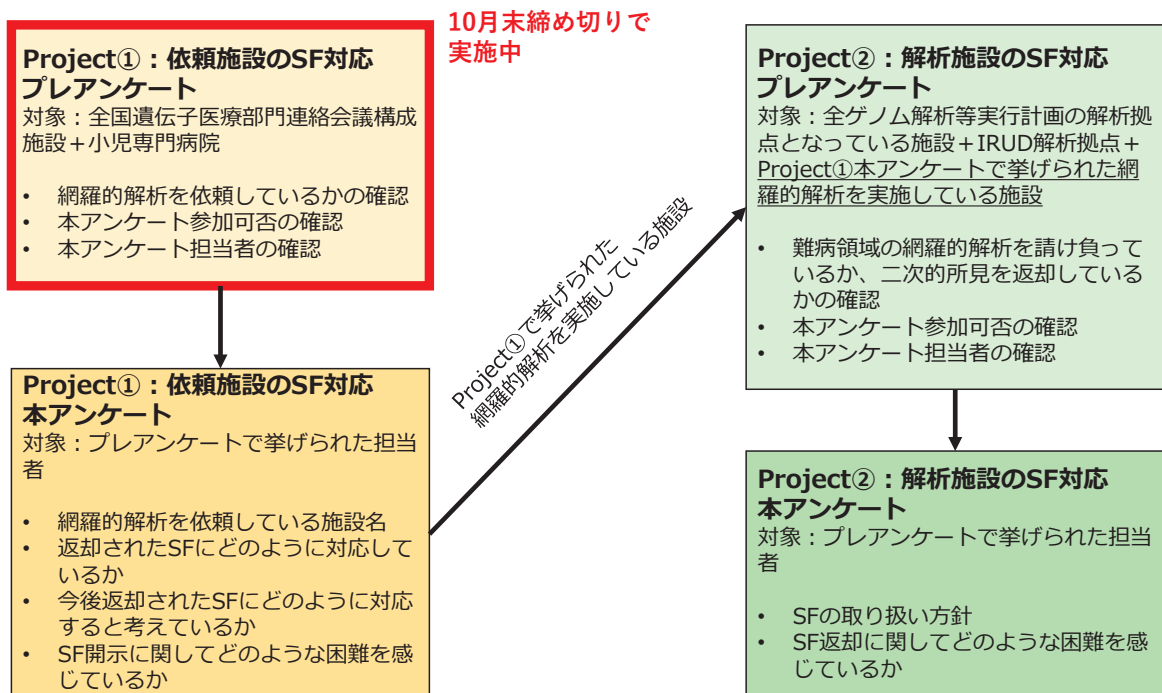 10月末締め切りで
実施中
Project①：依頼施設のSF対応
プレアンケート
対象：全国遺伝子医療部門連絡会議構成
施設＋小児専門病院
• 網羅的解析を依頼しているかの確認
• 本アンケート参加可否の確認
• 本アンケート担当者の確認
Project①：依頼施設のSF対応
本アンケート
対象：プレアンケートで挙げられた担当
者
• 網羅的解析を依頼している施設名
• 返却されたSFにどのように対応して
いるか
• 今後返却されたSFにどのように対応
すると考えているか
• SF開示に関してどのような困難を感
じているか
Project①で挙げられた
網羅的解析を実施している施設
Project②：解析施設のSF対応
プレアンケート
対象：全ゲノム解析等実行計画の解析拠
点となっている施設＋IRUD解析拠点＋
Project①本アンケートで挙げられた網
羅的解析を実施している施設
• 難病領域の網羅的解析を請け負って
いるか、二次的所見を返却している
かの確認
• 本アンケート参加可否の確認
• 本アンケート担当者の確認
Project②：解析施設のSF対応
本アンケート
対象：プレアンケートで挙げられた担当
者
• SFの取り扱い方針
• SF返却に関してどのような困難を感
じているか